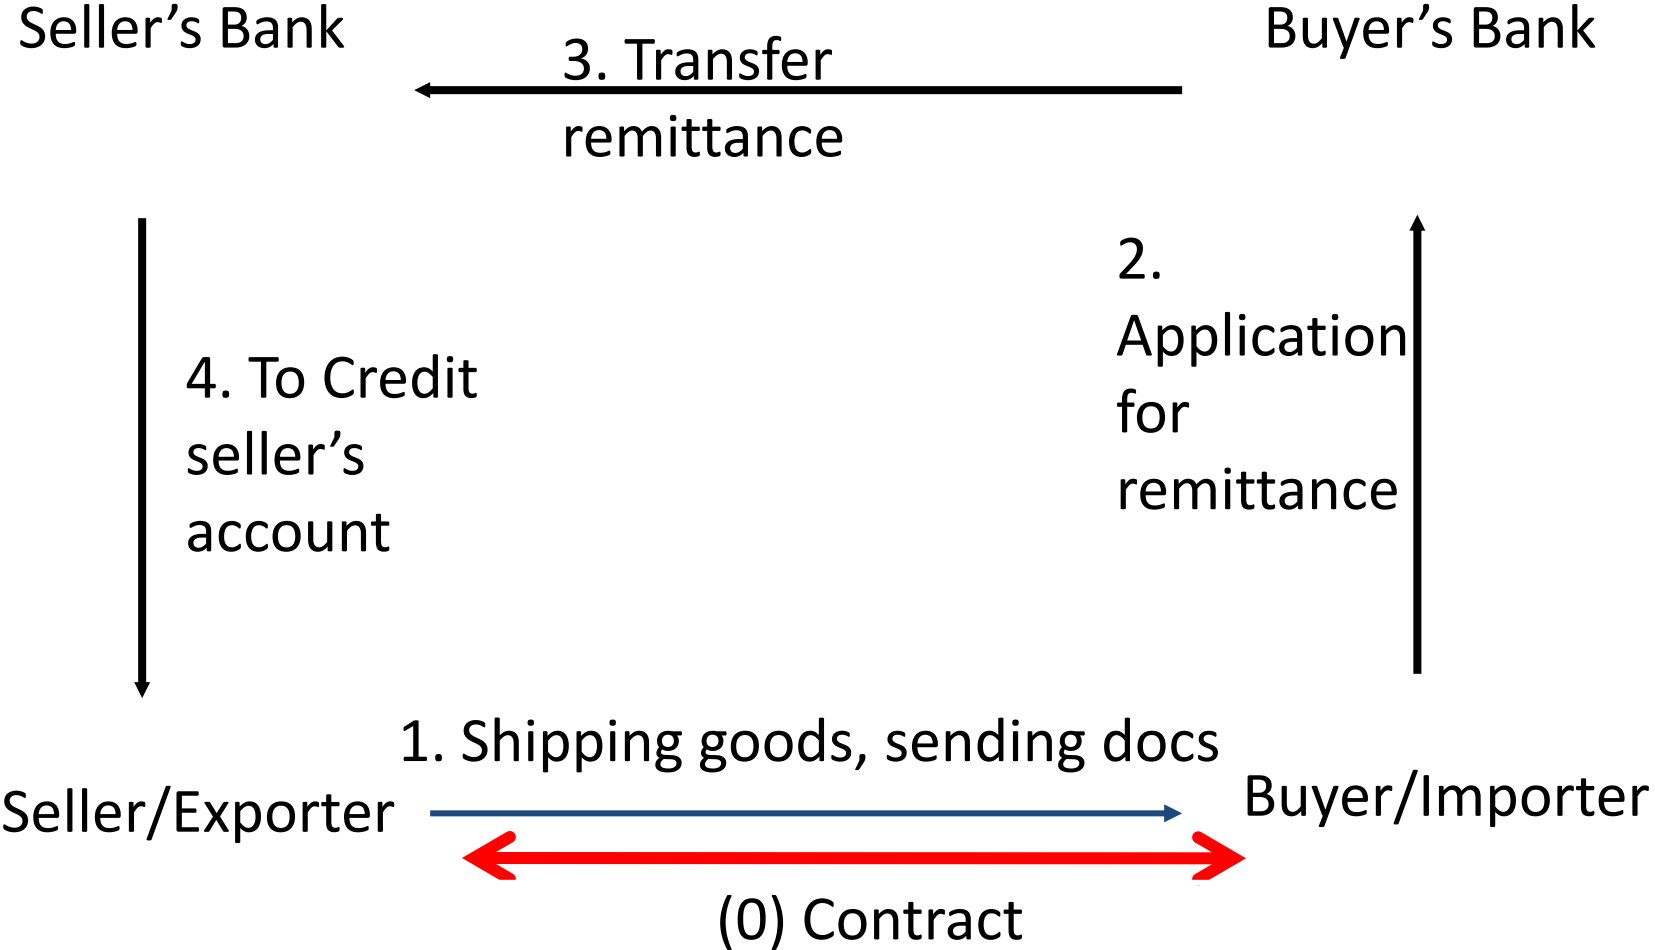 Seller’s Bank
Buyer’s Bank
3. Transfer
remittance
2.
Application
for
remittance
4. To Credit
seller’s
account
1. Shipping goods, sending docs
Seller/Exporter
Buyer/Importer
(0) Contract